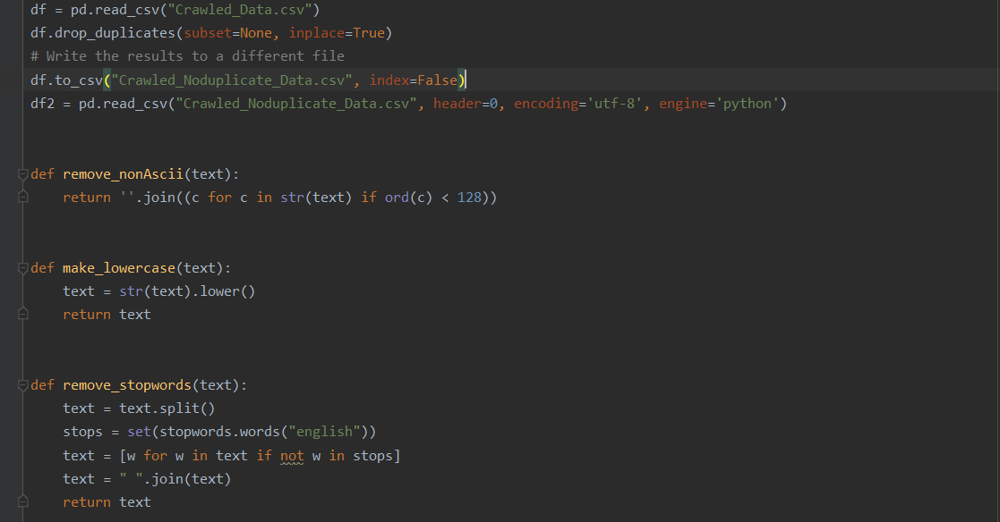 df = pd.read_csv("Crawled_Data.csv")
df.drop_duplicates(subset=None, inplace=True)
# Write the results to a different file
df.to_csv("Crawled_Noduplicate_Data.csv", index=False)
df2 = pd.read_csv("Crawled_Noduplicate_Data.csv", header=0, encoding='utf-8', engine='python')
def remove_nonAscii(text):
    return ''.join((c for c in str(text) if ord(c) < 128))
def make_lowercase(text):
    text = str(text).lower()
    return text
def remove_stopwords(text):
    text = text.split()
    stops = set(stopwords.words("english"))
    text = [w for w in text if not w in stops]
    text = " ".join(text)
    return text